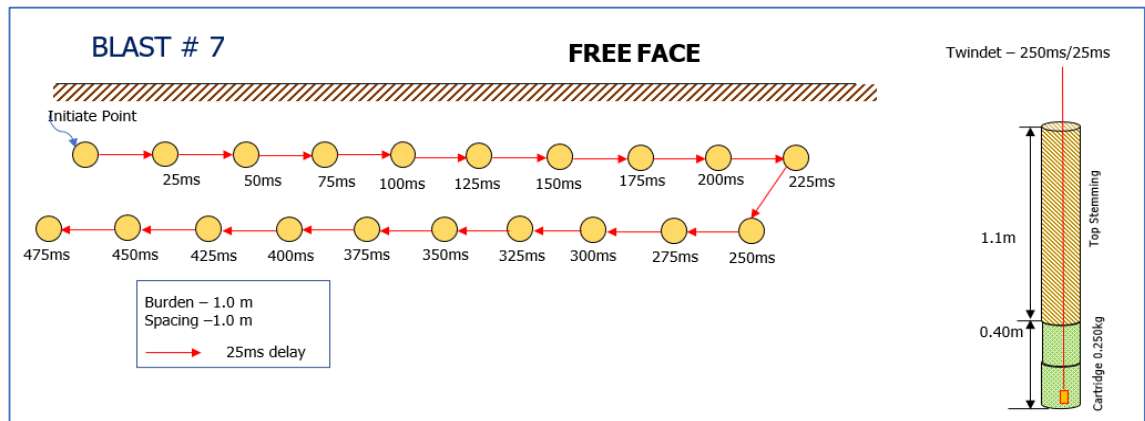 BLAST # 7
FREE FACE
Initiate Point
25ms
50ms
75ms
100ms
125ms
150ms
175ms
200ms
225ms
475ms
450ms
425ms
400ms
375ms
350ms
325ms
300ms
275ms
250ms
Burden – 1.0 m
Spacing –1.0 m
25ms delay
Twindet – 250ms/25ms
1.1m
Top Stemming
0.40m
Cartridge 0.250kg